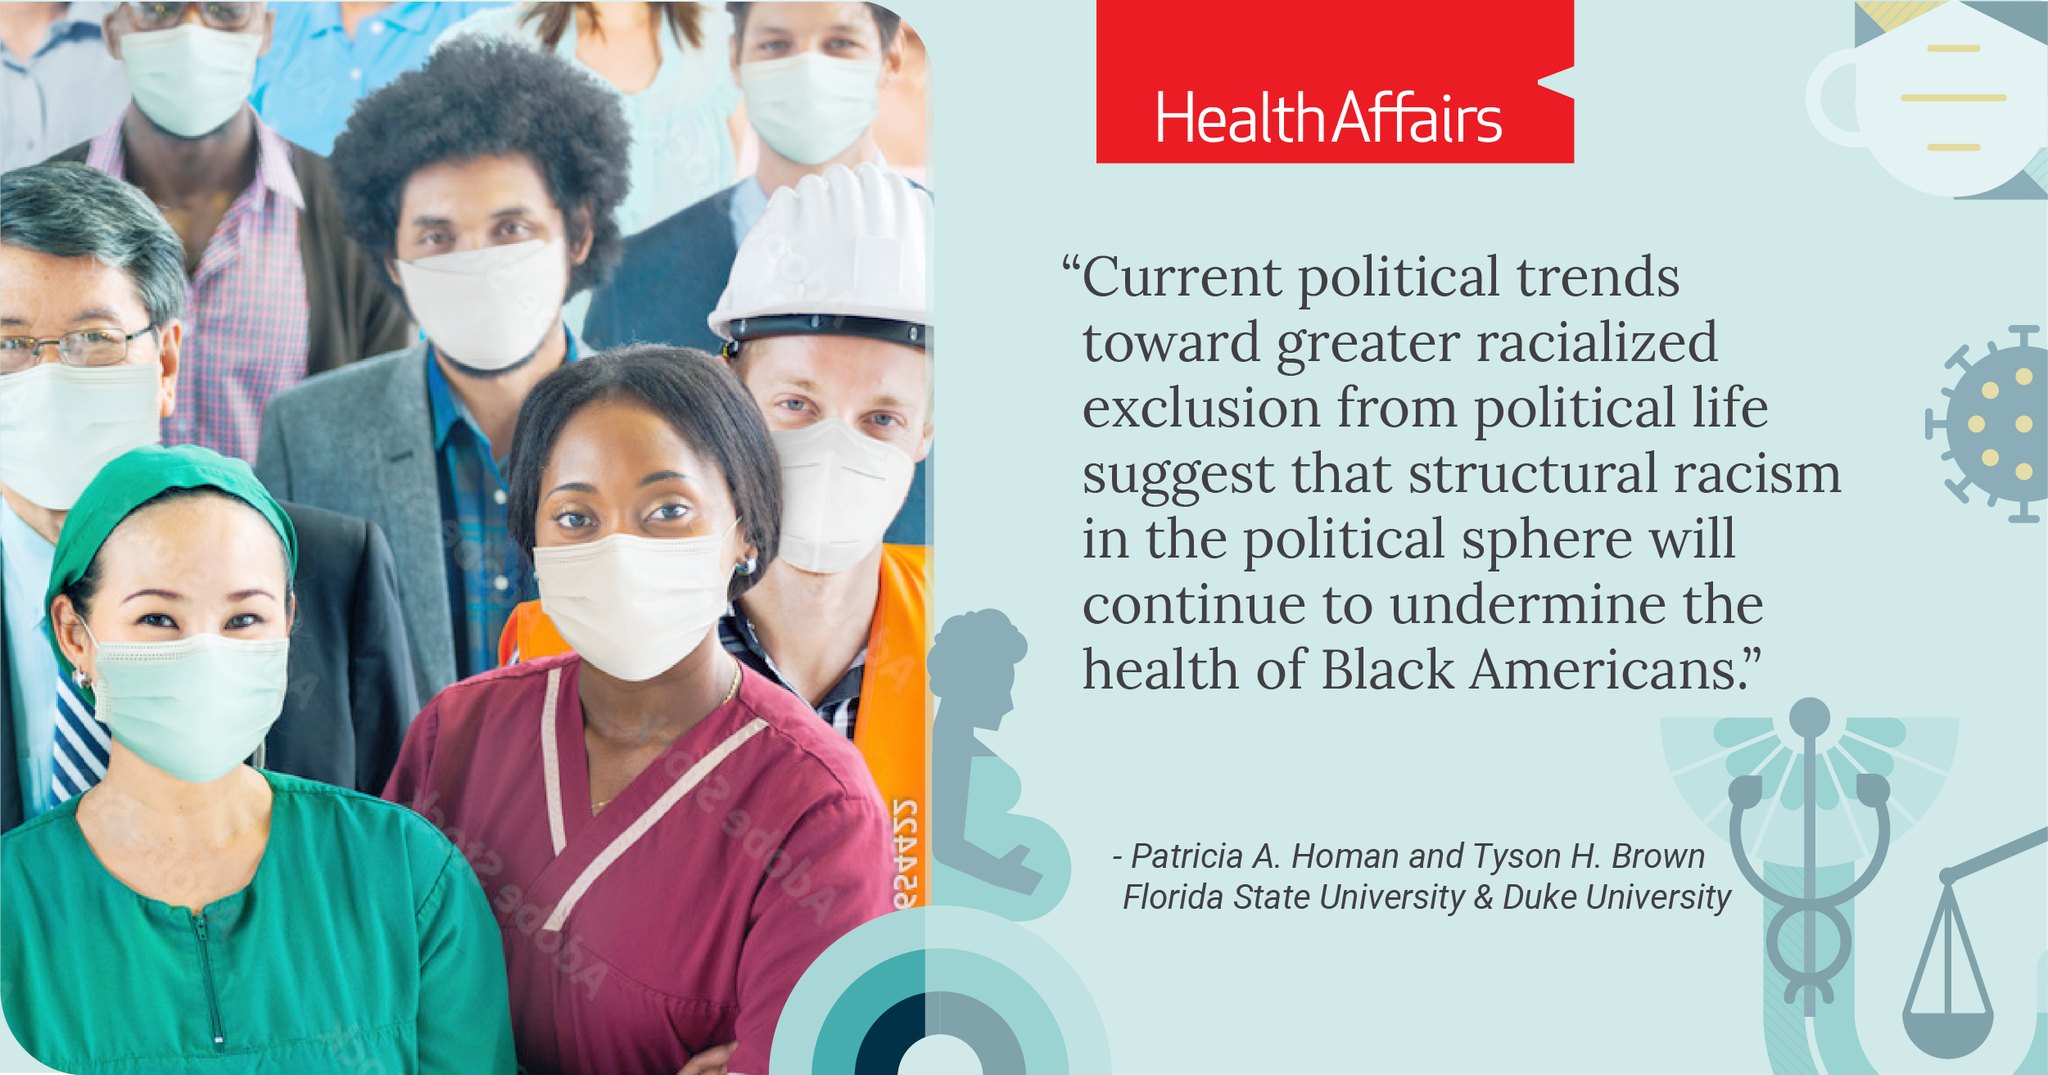 HealthAffairs
“Current political trends
toward greater racialized
exclusion from political life
suggest that structural racism
in the political sphere will
continue to undermine the
health of Black Americans.”
- Patricia A. Homan and Tyson H. Brown
Florida State University & Duke University
Adobe Stock